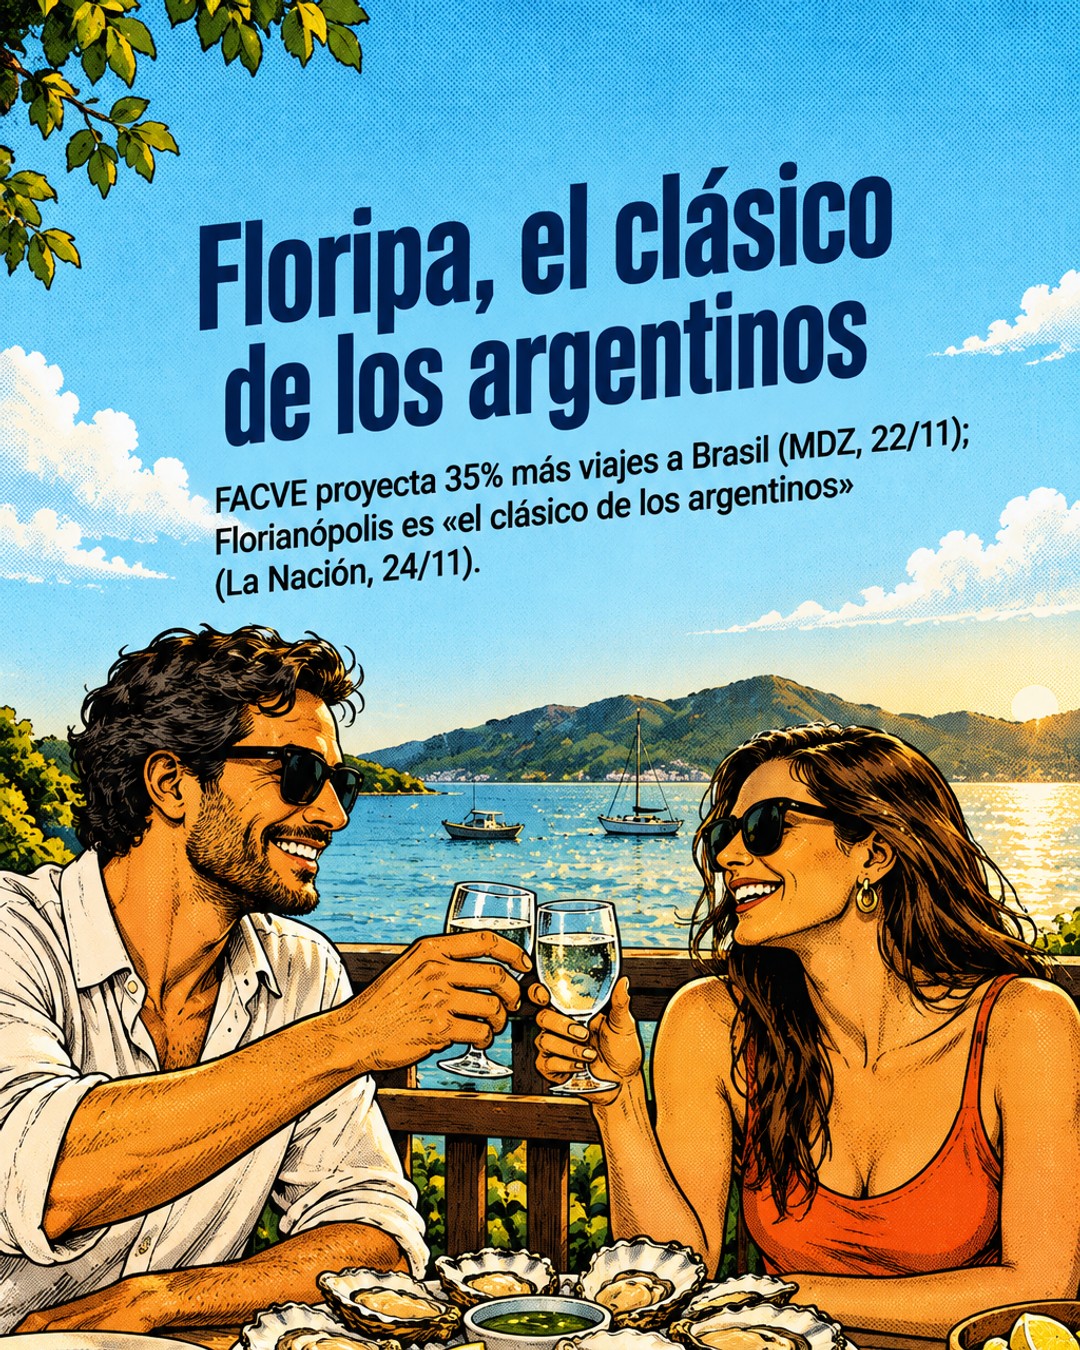 Floripa, el clásico
de los argentinos
FACVE proyecta 35% más viajes a Brasil (MDZ, 22/11);
Florianópolis es «el clásico de los argentinos»
(La Nación, 24/11).